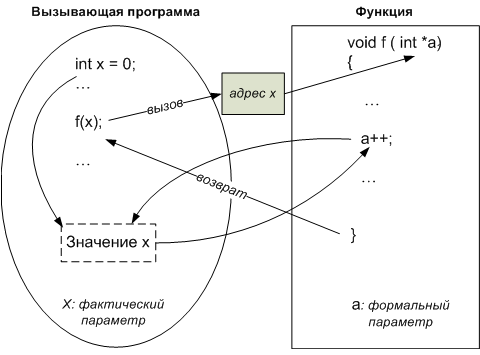 Вызывающая программа
Функция
int x = 0;
...
f(x);
...
Значение x
X: фактический
параметр
вызов
адрес x
возврат
void f ( int *a)
{
...
a++;
...
}
a: формальный
параметр